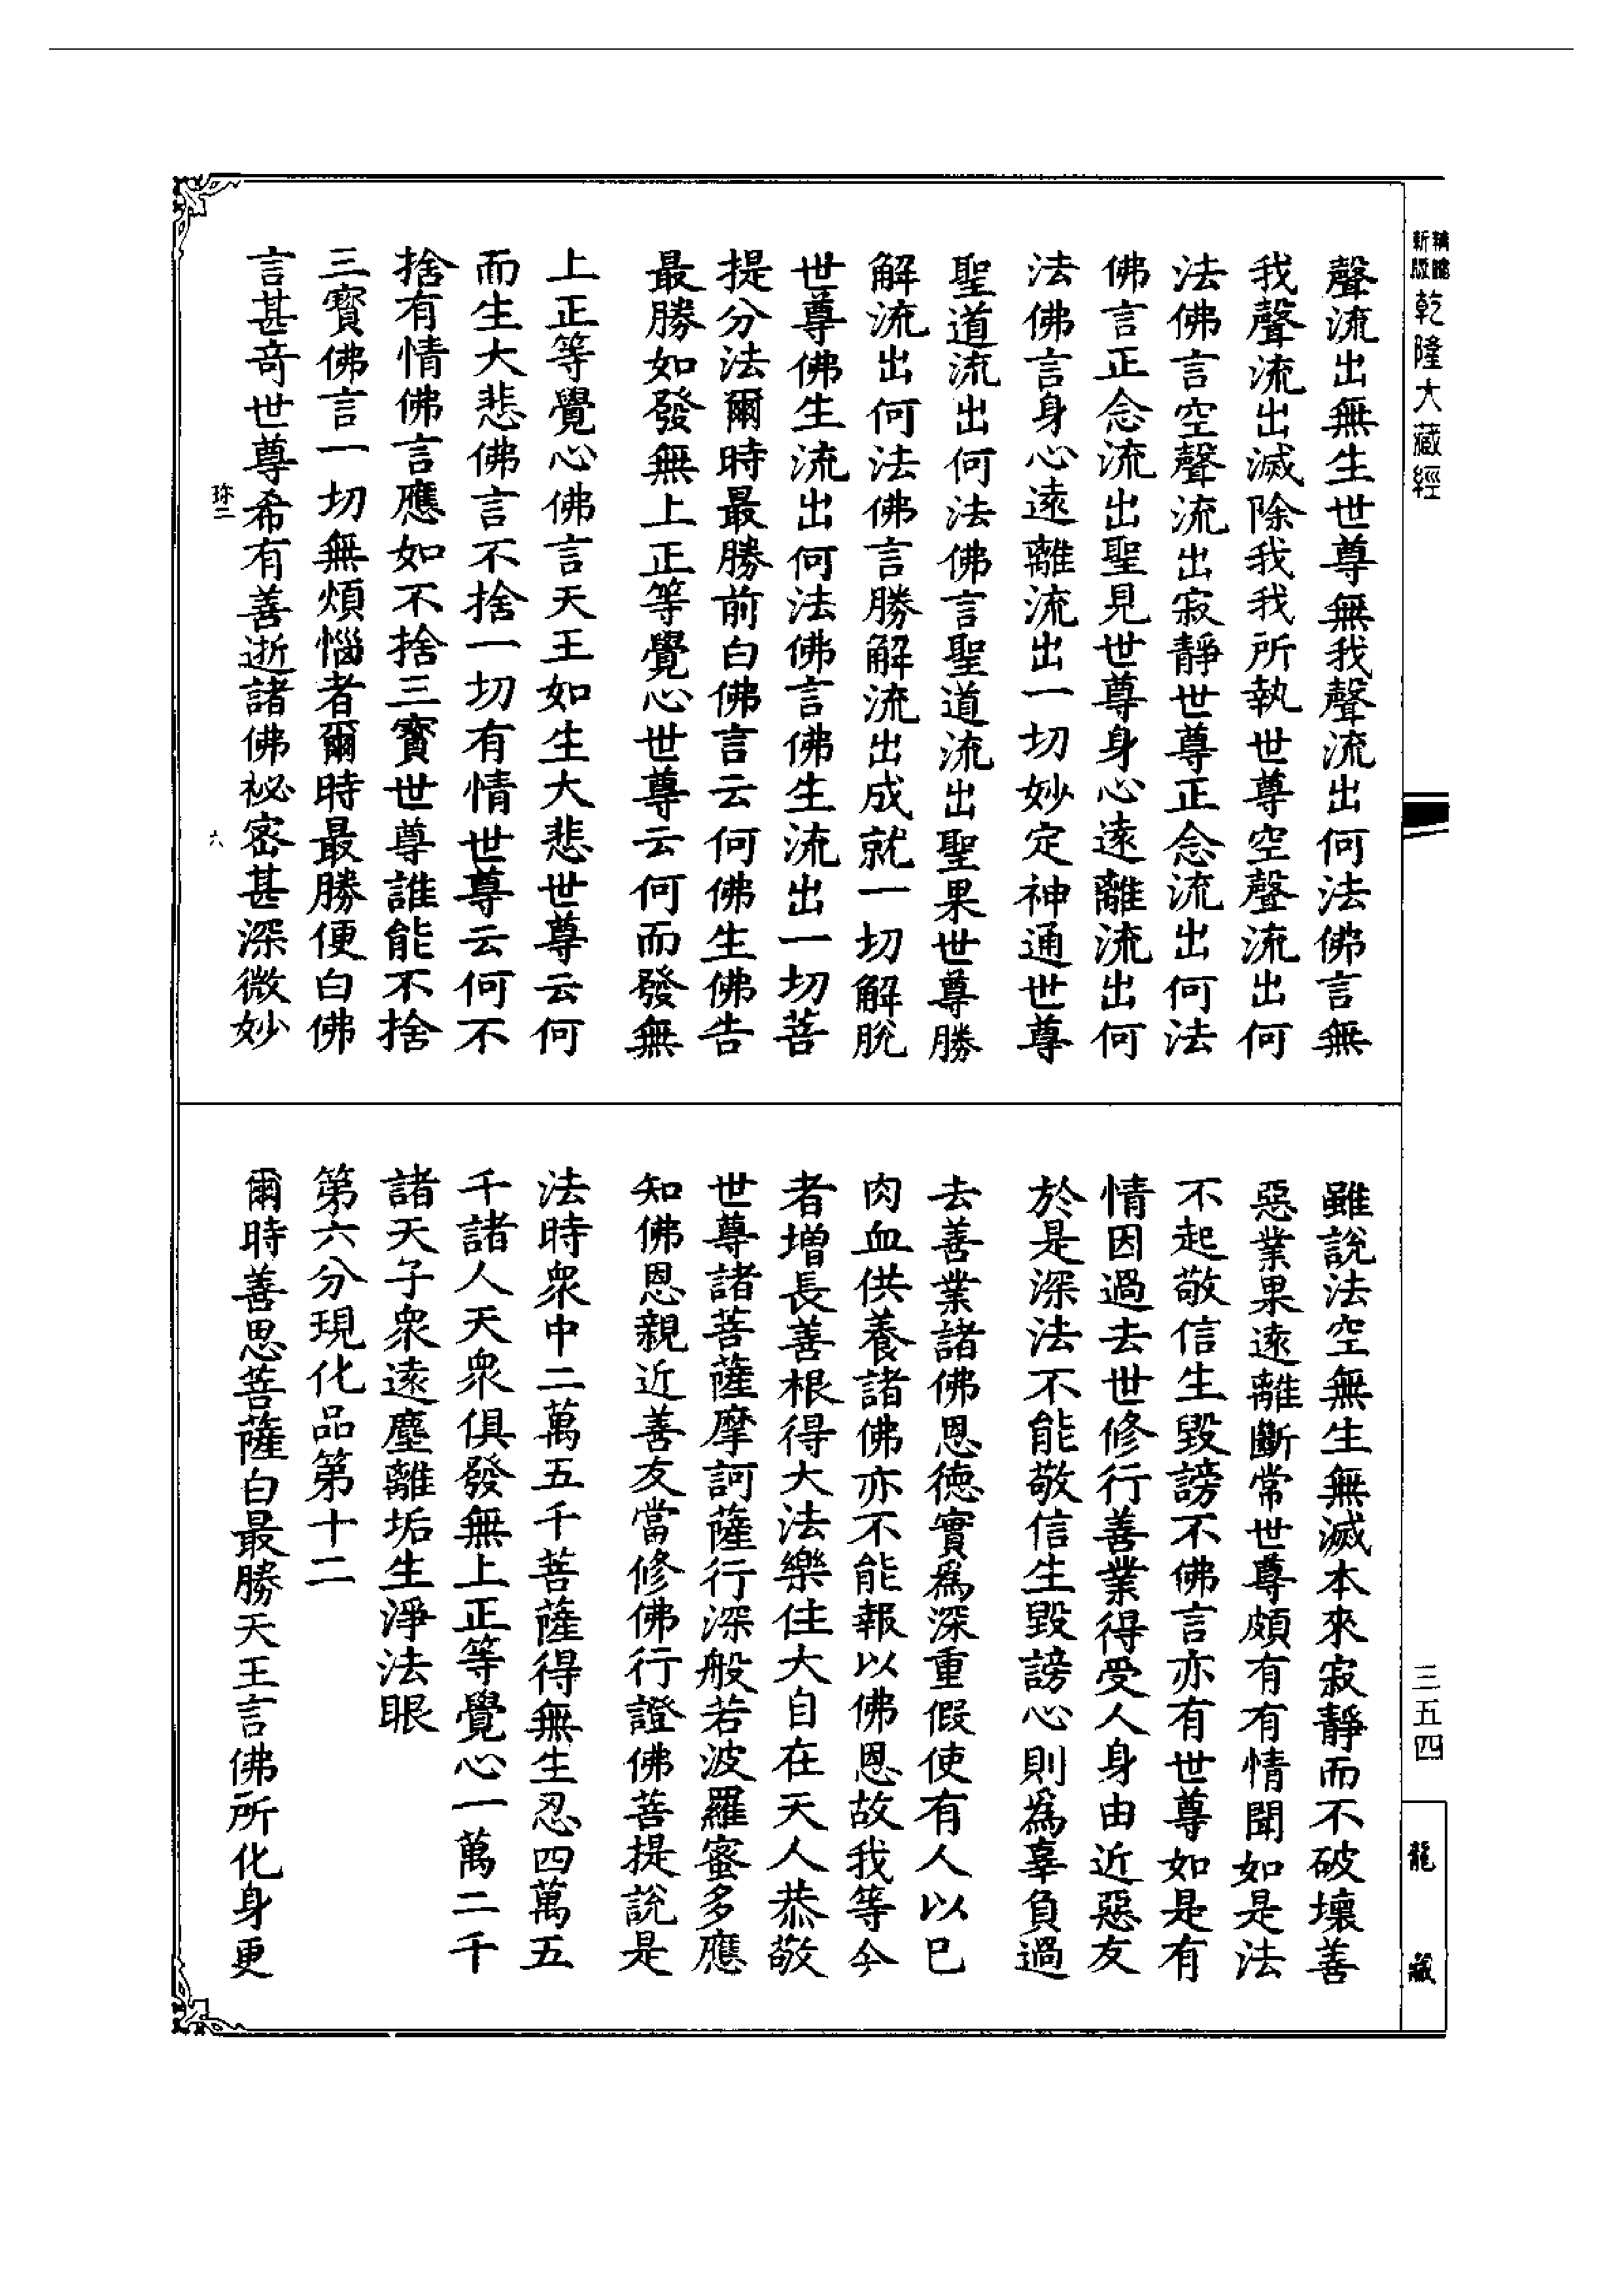 新版
乾隆大藏經
聲流出無生世尊無我聲流出何法佛言無
我聲流出滅除我我所執世尊空聲流出何
法佛言空聲流出寂靜世尊正念流出何法
佛言正念流出聖見世尊身心遠離流出何
法佛言身心遠離流出一切妙定神通世尊
聖道流出何法佛言聖道流出聖果世尊勝
解流出何法佛言勝解流出成就一切解脫
世尊佛生流出何法佛言佛生流出一切菩
提分法爾時最勝前白佛言云何佛生佛告
最勝如發無上正等覺心世尊云何而發無
上正等覺心佛言天王如生大悲世尊云何
而生大悲佛言不捨一切有情世尊云何不
捨有情佛言應如不捨三寳世尊誰能不捨
三寳佛言一切無煩惱者爾時最勝便白佛
言甚奇世尊希有善逝諸佛祕密甚深微妙
珎二
六
雖說法空無生無滅本來寂靜而不破壞善
惡業果遠離斷常世尊頗有有情聞如是法
不起敬信生毀謗不佛言亦有世尊如是有
情因過去世修行善業得受人身由近惡友
於是深法不能敬信生毀謗心則爲辜負過
去善業諸佛恩德實爲深重假使有人以已
肉血供養諸佛亦不能報以佛恩故我等今
者增長善根得大法樂住大自在天人恭敬
世尊諸菩薩摩訶薩行深般若波羅蜜多應
知佛恩親近善友當修佛行證佛菩提說是
法時衆中二萬五千菩薩得無生忍四萬五
千諸人天衆俱發無上正等覺心一萬二千
諸天子衆遠塵離垢生淨法眼
第六分現化品第十二
爾時善思菩薩白最勝天王言佛所化身更
三五四
龍藏